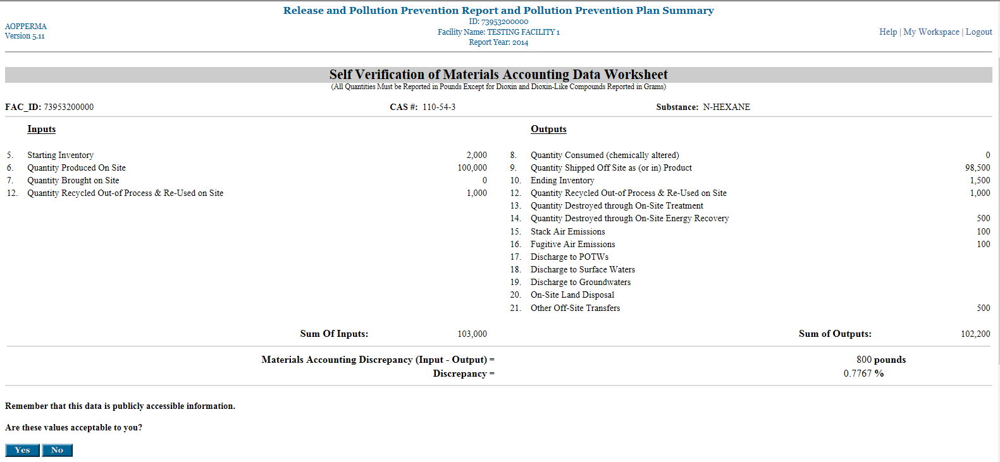 Release and Pollution Prevention Report and Pollution Prevention Plan Summary
ID: 73953200000
AOPPERMA
Facility Name: TESTING FACILITY 1
Help | My Workspace | Logout
Version 5.11
Report Year: 2014
Self Verification of Materials Accounting Data Worksheet
(All Quantities Must be Reported in Pounds Except for Dioxin and Dioxin-Like Compounds Reported in Grams)
FAC_ID: 73953200000 CAS #: 110-54-3 Substance: N-HEXANE
Inputs
5. Starting Inventory 2,000
6. Quantity Produced On Site 100,000
7. Quantity Brought on Site 0
12. Quantity Recycled Out-of Process & Re-Used on Site 1,000
Sum Of Inputs: 103,000
Outputs
8. Quantity Consumed (chemically altered) 0
9. Quantity Shipped Off Site as (or in) Product 98,500
10. Ending Inventory 1,500
12. Quantity Recycled Out-of Process & Re-Used on Site 1,000
13. Quantity Destroyed through On-Site Treatment
14. Quantity Destroyed through On-Site Energy Recovery 500
15. Stack Air Emissions 100
16. Fugitive Air Emissions 100
17. Discharge to POTWs
18. Discharge to Surface Waters
19. Discharge to Groundwaters
20. On-Site Land Disposal
21. Other Off-Site Transfers 500
Sum of Outputs: 102,200
Materials Accounting Discrepancy (Input - Output) = 800 pounds
Discrepancy = 0.7767 %
Remember that this data is publicly accessible information.
Are these values acceptable to you?
Yes No